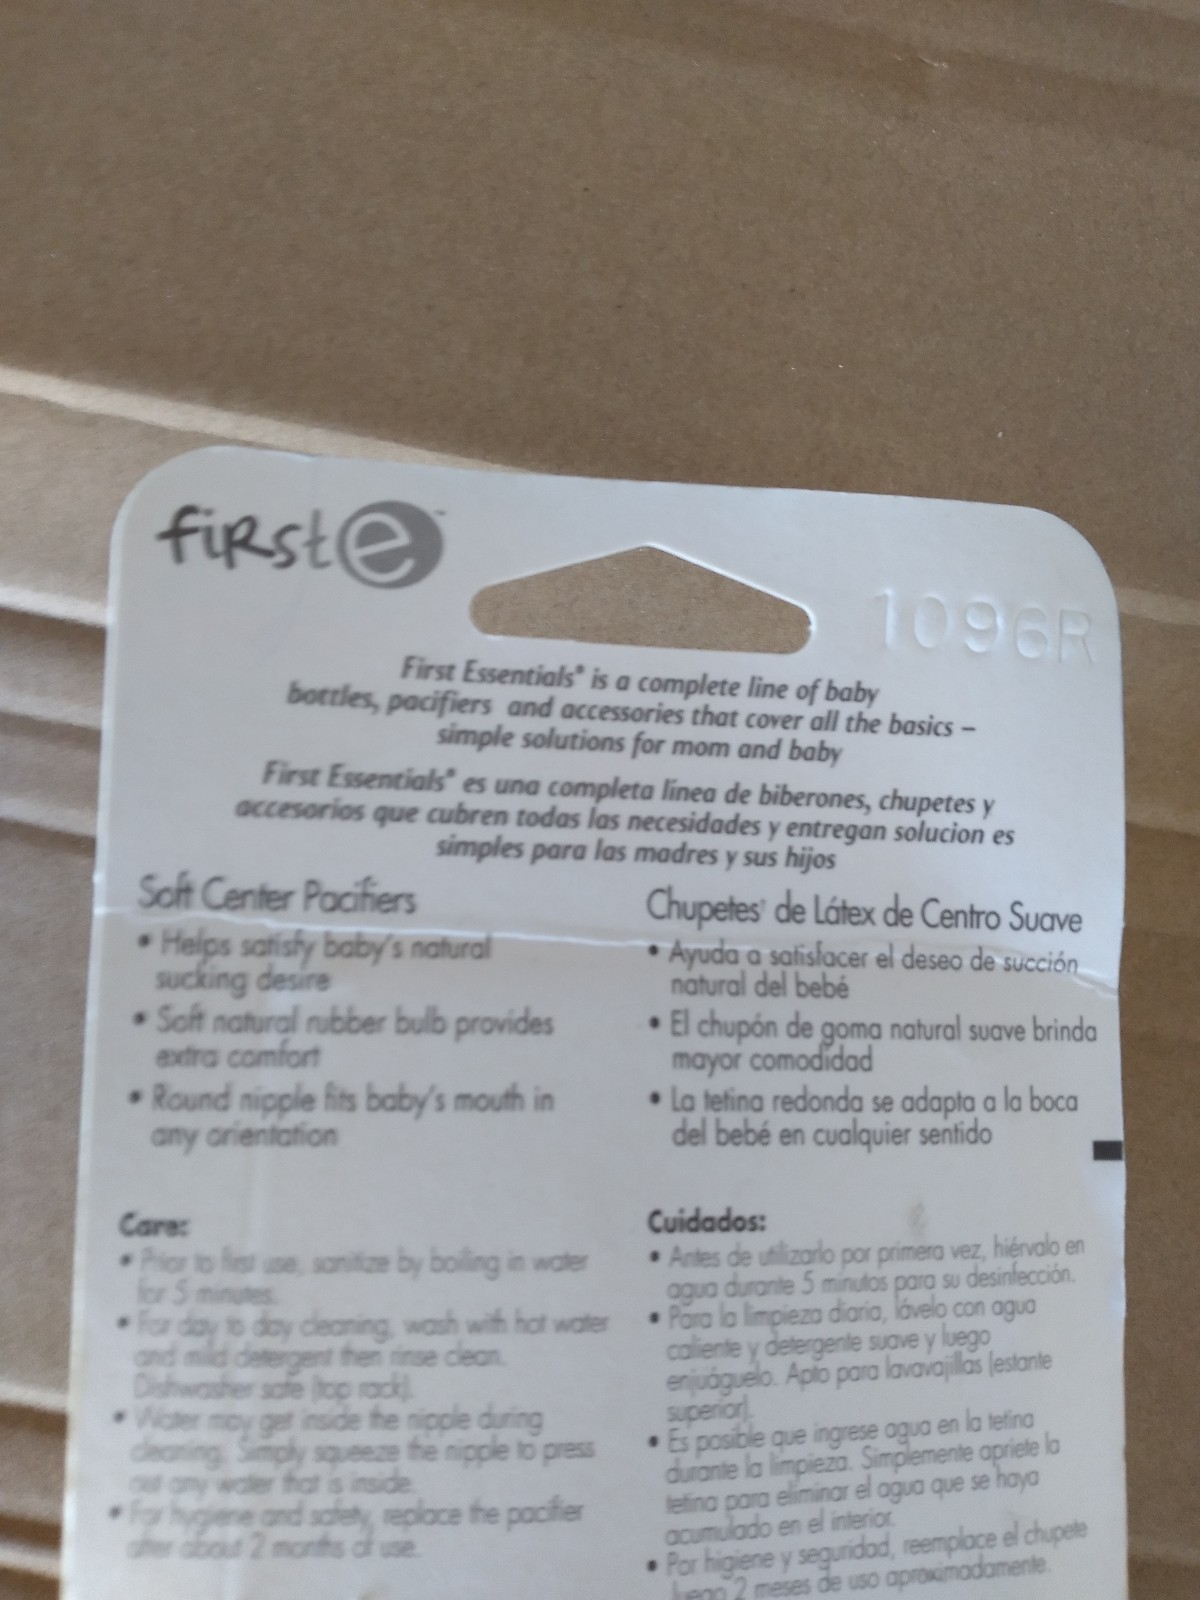 first e™
1096R
First Essentials® is a complete line of baby
bottles, pacifiers and accessories that cover all the basics –
simple solutions for mom and baby
First Essentials® es una completa linea de biberones, chupetes y
accesorios que cubren todas las necesidades y entregan solucion es
simples para las madres y sus hijos
Soft Center Pacifiers
• Helps satisfy baby's natural
sucking desire
• Soft natural rubber bulb provides
extra comfort
• Round nipple fits baby's mouth in
any orientation
Care:
• Prior to first use, sanitize by boiling in water
for 5 minutes.
• For day to day cleaning, wash with hot water
and mild detergent then rinse clean.
Dishwasher safe (top rack).
• Water may get inside the nipple during
cleaning. Simply squeeze the nipple to press
out any water that is inside.
• For hygiene and safety, replace the pacifier
after about 2 months of use.
Chupetes† de Látex de Centro Suave
• Ayuda a satisfacer el deseo de succión
natural del bebé
• El chupón de goma natural suave brinda
mayor comodidad
• La tetina redonda se adapta a la boca
del bebé en cualquier sentido
Cuidados:
• Antes de utilizarlo por primera vez, hiérvalo en
agua durante 5 minutos para su desinfección.
• Para la limpieza diaria, lávelo con agua
caliente y detergente suave y luego
enjuáguelo. Apto para lavavajillas (estante
superior).
• Es posible que ingrese agua en la tetina
durante la limpieza. Simplemente apriete la
tetina para eliminar el agua que se haya
acumulado en el interior.
• Por higiene y seguridad, reemplace el chupete
luego 2 meses de uso aproximadamente.